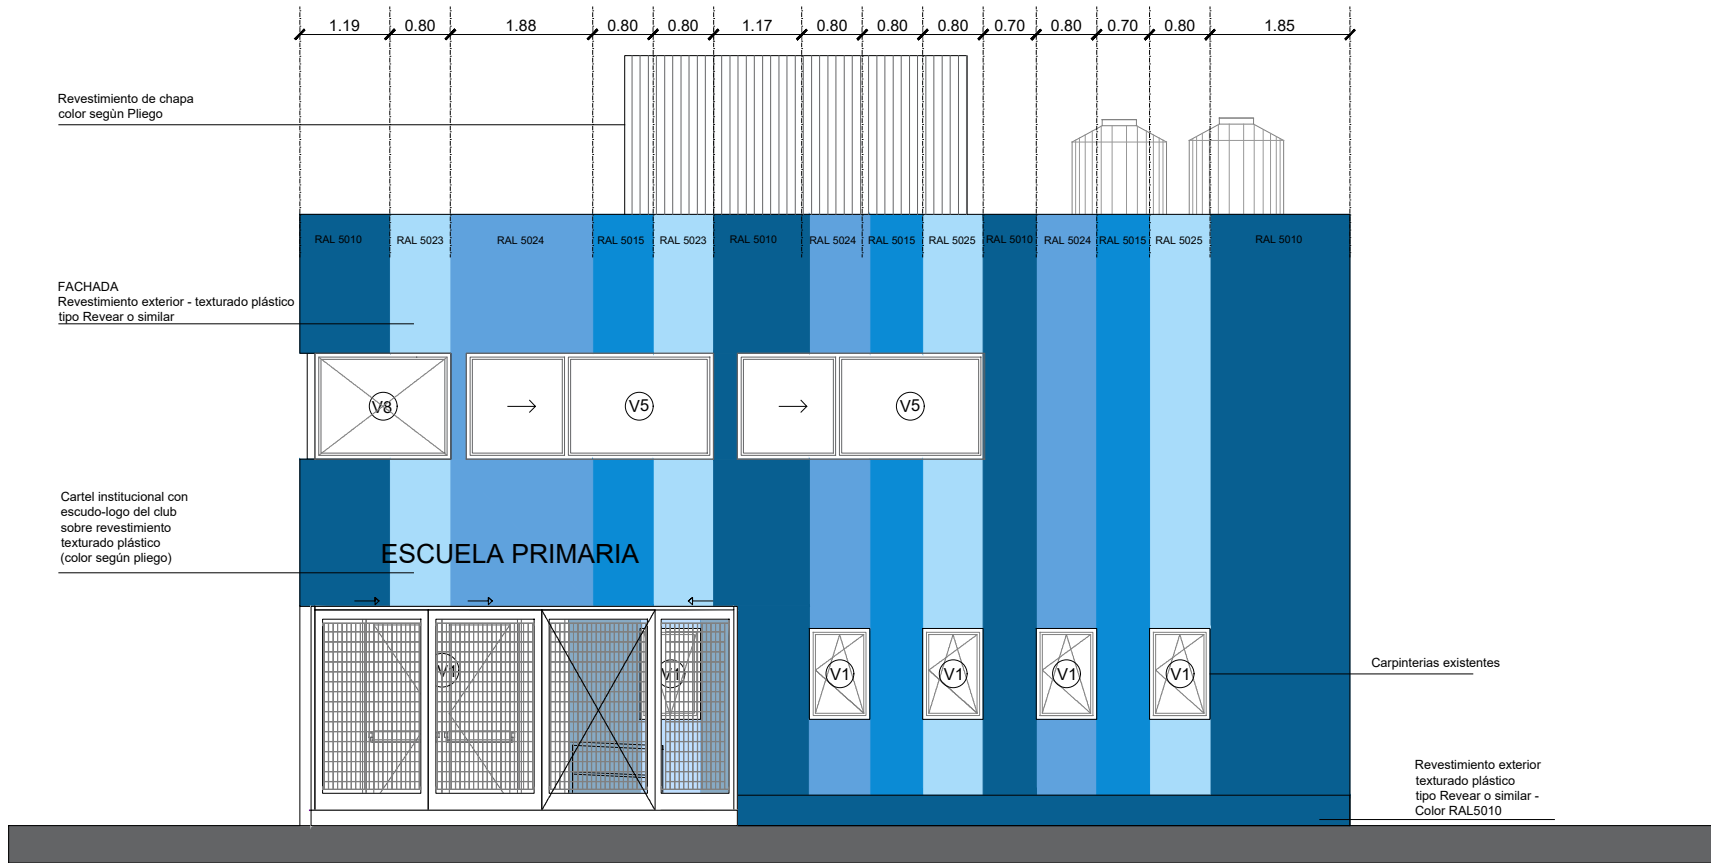 1.19 0.80 1.88 0.80 0.80 1.17 0.80 0.80 0.80 0.70 0.80 0.70 0.80 1.85
Revestimiento de chapa
color segùn Pliego
RAL 5010 RAL 5023 RAL 5024 RAL 5015 RAL 5023 RAL 5010 RAL 5024 RAL 5015 RAL 5025 RAL 5010 RAL 5024 RAL 5015 RAL 5025 RAL 5010
FACHADA
Revestimiento exterior - texturado plástico
tipo Revear o similar
V8 V5 V5
Cartel institucional con
escudo-logo del club
sobre revestimiento
texturado plástico
(color según pliego)
ESCUELA PRIMARIA
V1 V1 V1 V1 V1 V1
Carpinterias existentes
Revestimiento exterior
texturado plástico
tipo Revear o similar -
Color RAL5010